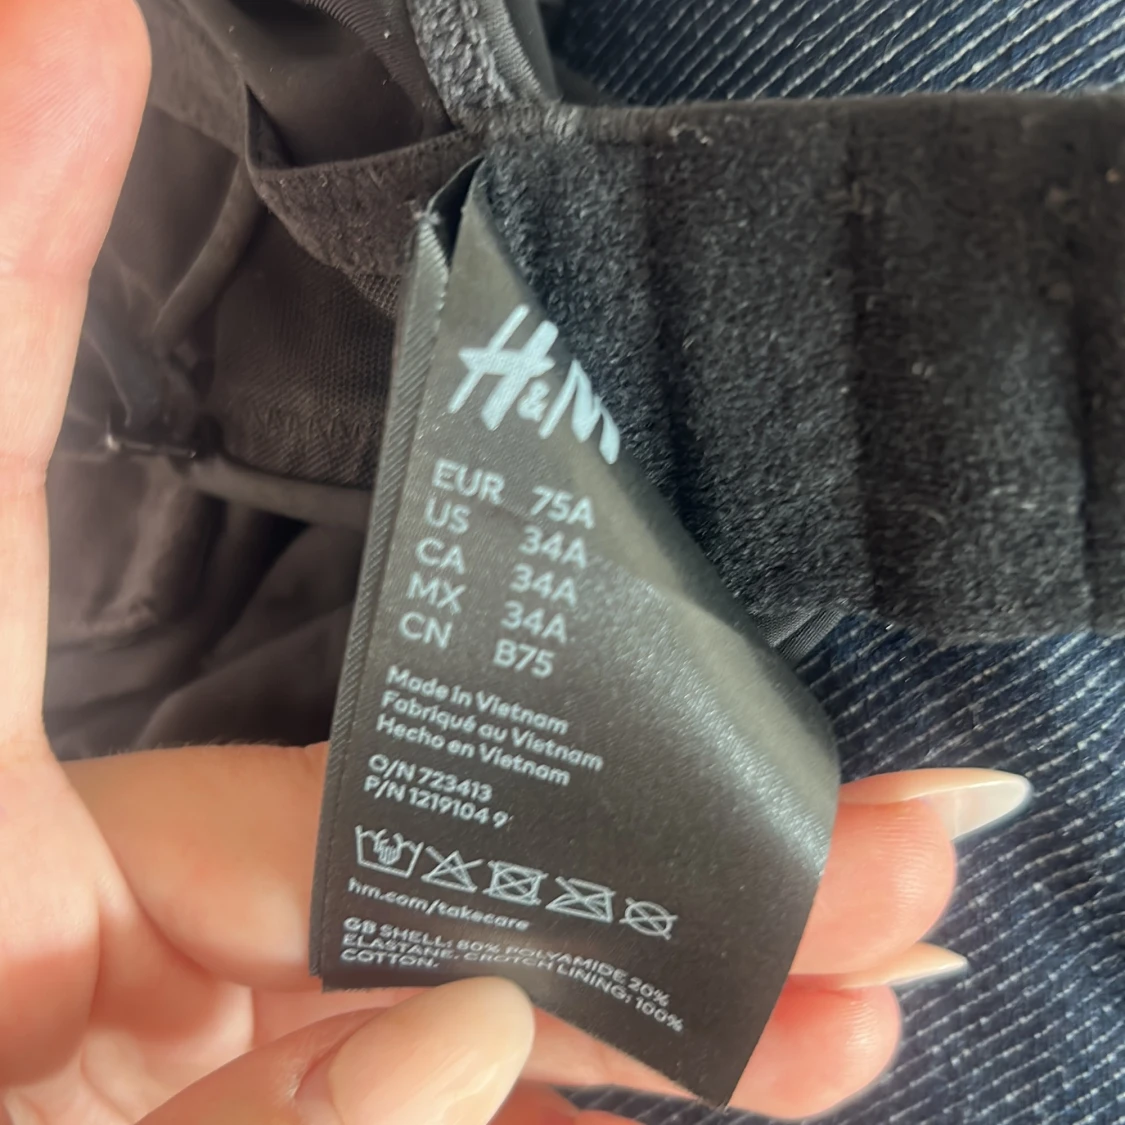 H&M
EUR 75A
US 34A
CA 34A
MX 34A
CN B75
Made in Vietnam
Fabriqué au Vietnam
Hecho en Vietnam
O/N 723413
P/N 1219104 9
hm.com/takecare
GB SHELL: 80% POLYAMIDE 20%
ELASTANE. CROTCH LINING: 100%
COTTON.